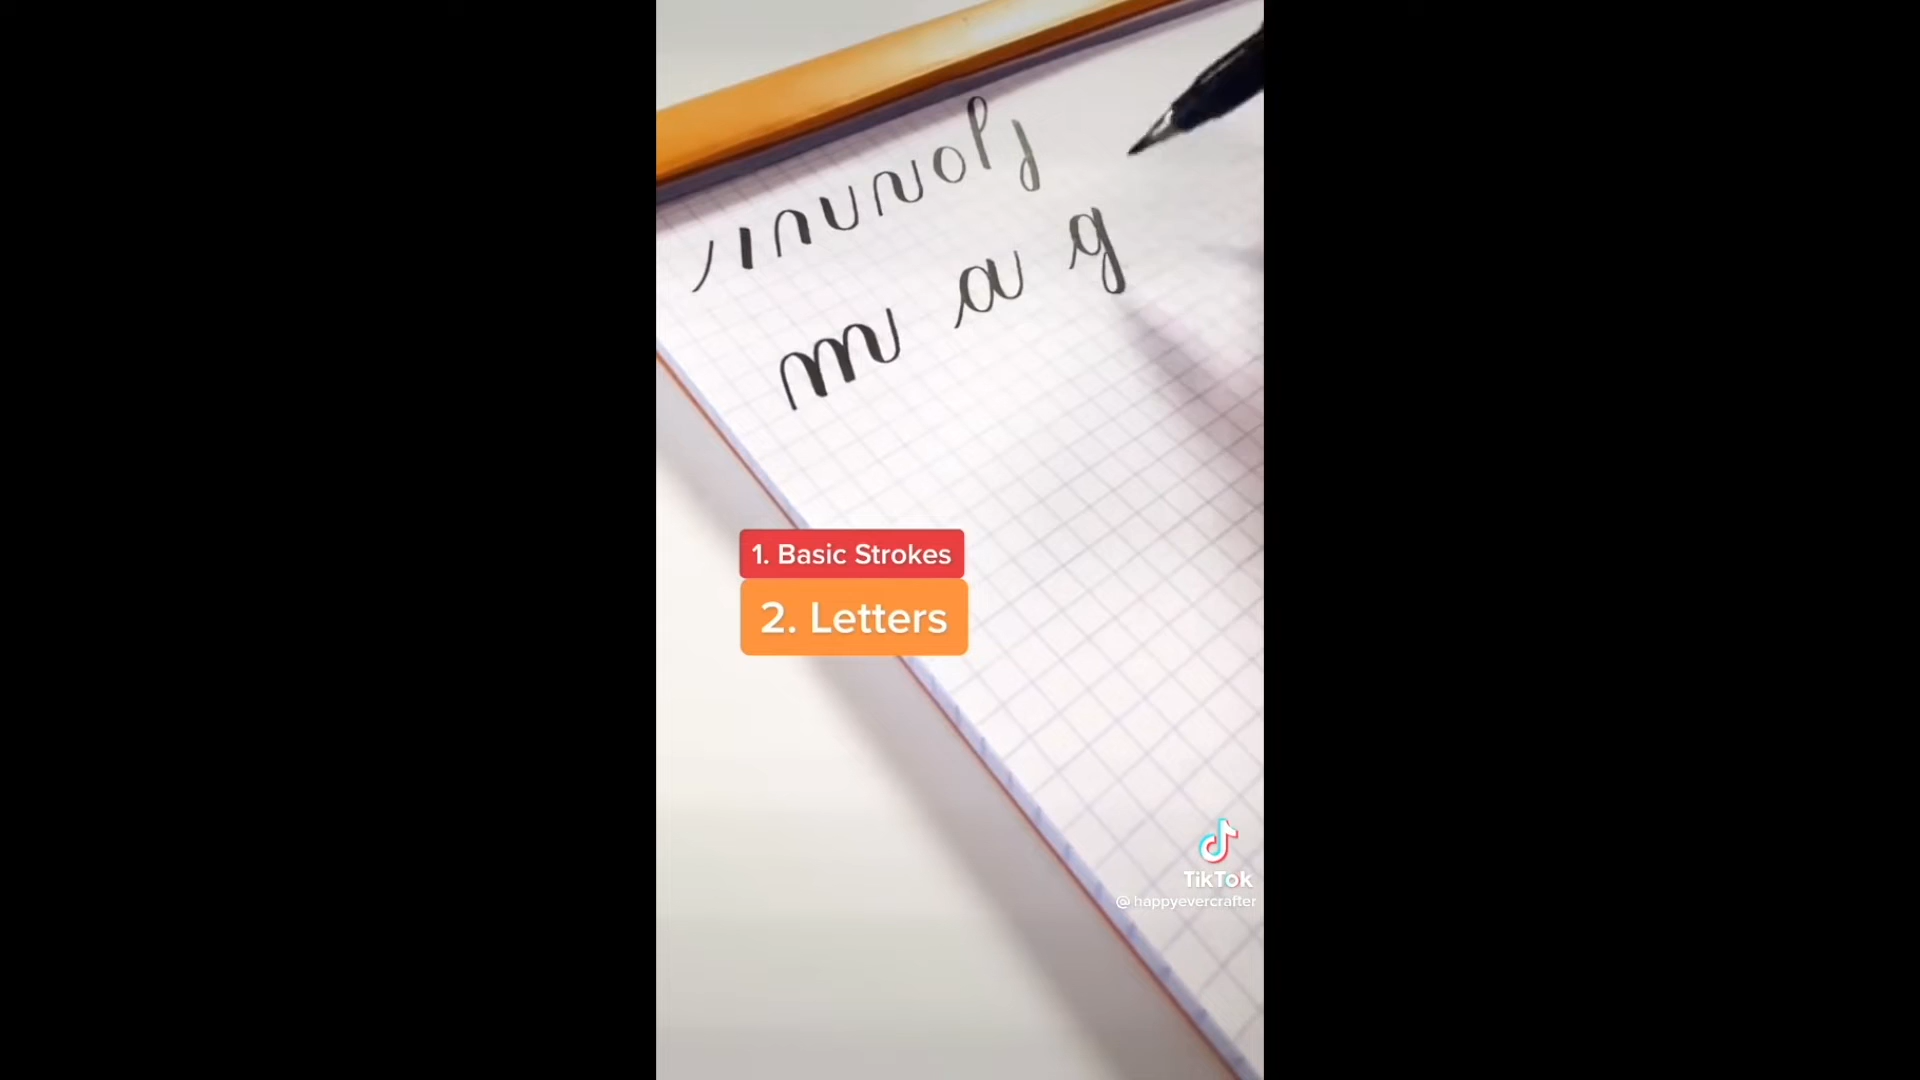 m a g
1. Basic Strokes
2. Letters
TikTok
@happyevercrafter